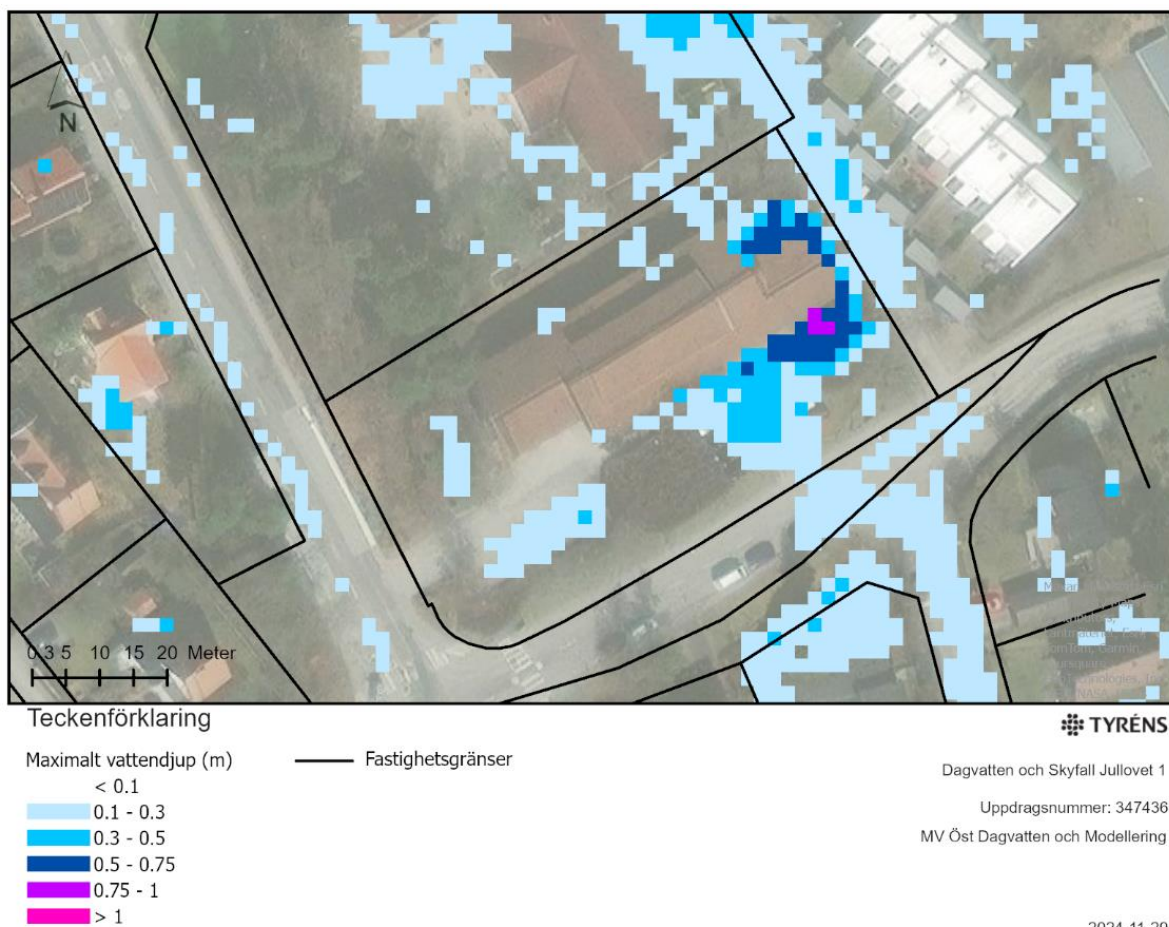 N
0 3 5 10 15 20 Meter
Teckenförklaring
Maximalt vattendjup (m)
< 0.1
0.1 - 0.3
0.3 - 0.5
0.5 - 0.75
0.75 - 1
> 1
Fastighetsgränser
TYRÉNS
Dagvatten och Skyfall Jullovet 1
Uppdragsnummer: 347436
MV Öst Dagvatten och Modellering